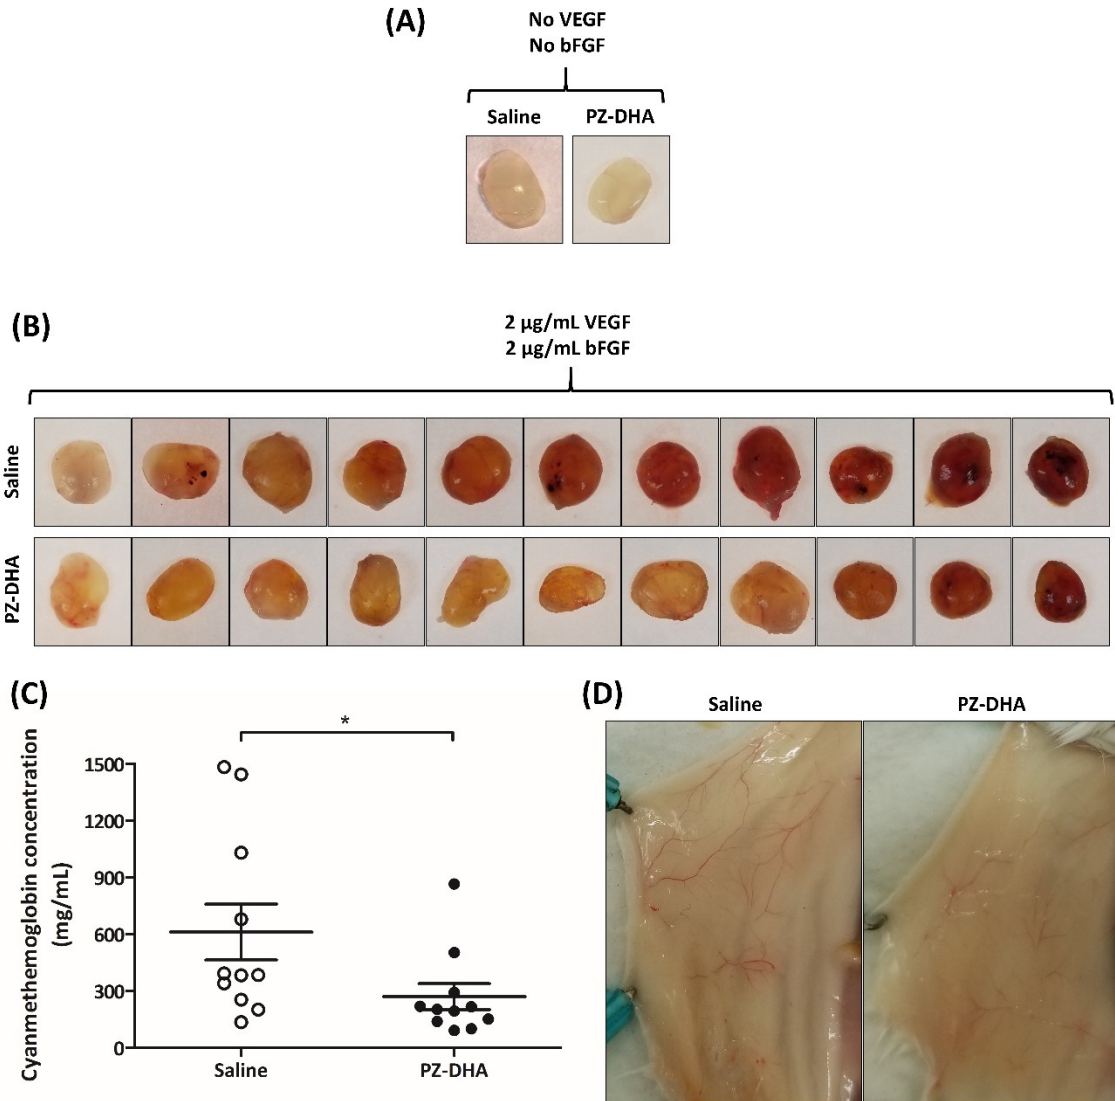 (A)
No VEGF
No bFGF
Saline
PZ-DHA
(B)
2 µg/mL VEGF
2 µg/mL bFGF
Saline
PZ-DHA
(C)
*
Cyanmethemoglobin concentration
(mg/mL)
1500
1200
900
600
300
0
Saline
PZ-DHA
(D)
Saline
PZ-DHA